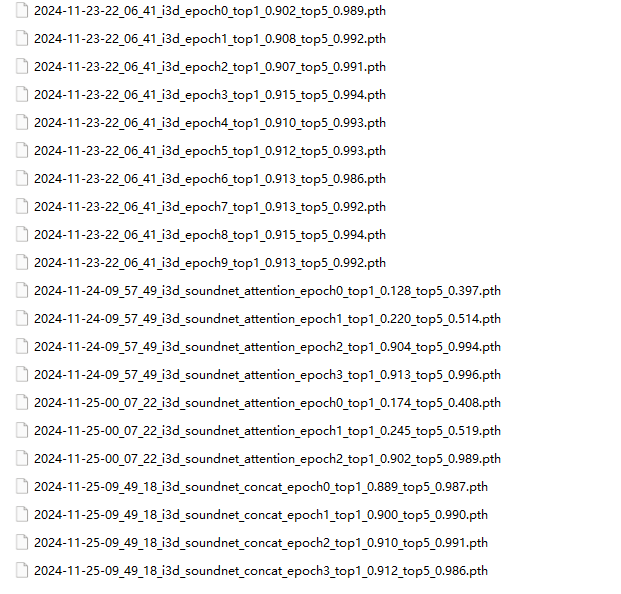 2024-11-23-22_06_41_i3d_epoch0_top1_0.902_top5_0.989.pth
2024-11-23-22_06_41_i3d_epoch1_top1_0.908_top5_0.992.pth
2024-11-23-22_06_41_i3d_epoch2_top1_0.907_top5_0.991.pth
2024-11-23-22_06_41_i3d_epoch3_top1_0.915_top5_0.994.pth
2024-11-23-22_06_41_i3d_epoch4_top1_0.910_top5_0.993.pth
2024-11-23-22_06_41_i3d_epoch5_top1_0.912_top5_0.993.pth
2024-11-23-22_06_41_i3d_epoch6_top1_0.913_top5_0.986.pth
2024-11-23-22_06_41_i3d_epoch7_top1_0.913_top5_0.992.pth
2024-11-23-22_06_41_i3d_epoch8_top1_0.915_top5_0.994.pth
2024-11-23-22_06_41_i3d_epoch9_top1_0.913_top5_0.992.pth
2024-11-24-09_57_49_i3d_soundnet_attention_epoch0_top1_0.128_top5_0.397.pth
2024-11-24-09_57_49_i3d_soundnet_attention_epoch1_top1_0.220_top5_0.514.pth
2024-11-24-09_57_49_i3d_soundnet_attention_epoch2_top1_0.904_top5_0.994.pth
2024-11-24-09_57_49_i3d_soundnet_attention_epoch3_top1_0.913_top5_0.996.pth
2024-11-25-00_07_22_i3d_soundnet_attention_epoch0_top1_0.174_top5_0.408.pth
2024-11-25-00_07_22_i3d_soundnet_attention_epoch1_top1_0.245_top5_0.519.pth
2024-11-25-00_07_22_i3d_soundnet_attention_epoch2_top1_0.902_top5_0.989.pth
2024-11-25-09_49_18_i3d_soundnet_concat_epoch0_top1_0.889_top5_0.987.pth
2024-11-25-09_49_18_i3d_soundnet_concat_epoch1_top1_0.900_top5_0.990.pth
2024-11-25-09_49_18_i3d_soundnet_concat_epoch2_top1_0.910_top5_0.991.pth
2024-11-25-09_49_18_i3d_soundnet_concat_epoch3_top1_0.912_top5_0.986.pth